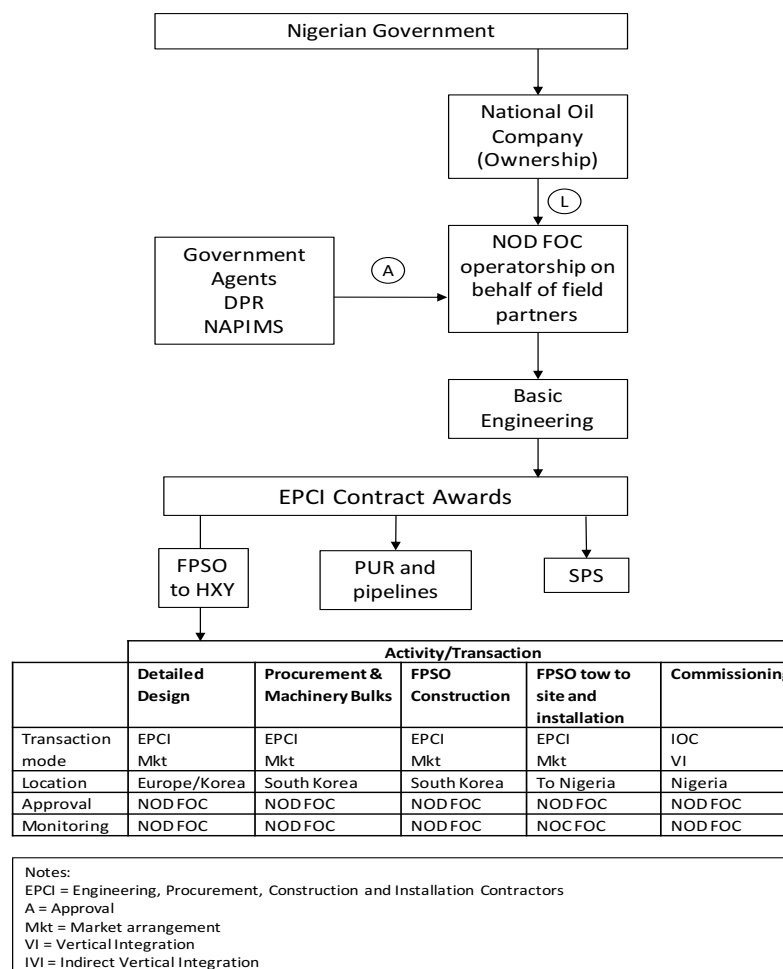 Nigerian Government
National Oil
Company
(Ownership)
L
Government
Agents
DPR
NAPIMS
A
NOD FOC
operatorship on
behalf of field
partners
Basic
Engineering
EPCI Contract Awards
FPSO
to HXY
PUR and
pipelines
SPS
Activity/Transaction
Detailed Design Procurement & Machinery Bulks FPSO Construction FPSO tow to site and installation Commissioning
Transaction mode EPCI Mkt EPCI Mkt EPCI Mkt EPCI Mkt IOC VI
Location Europe/Korea South Korea South Korea To Nigeria Nigeria
Approval NOD FOC NOD FOC NOD FOC NOD FOC NOD FOC
Monitoring NOD FOC NOD FOC NOD FOC NOC FOC NOD FOC
Notes:
EPCI = Engineering, Procurement, Construction and Installation Contractors
A = Approval
Mkt = Market arrangement
VI = Vertical Integration
IVI = Indirect Vertical Integration